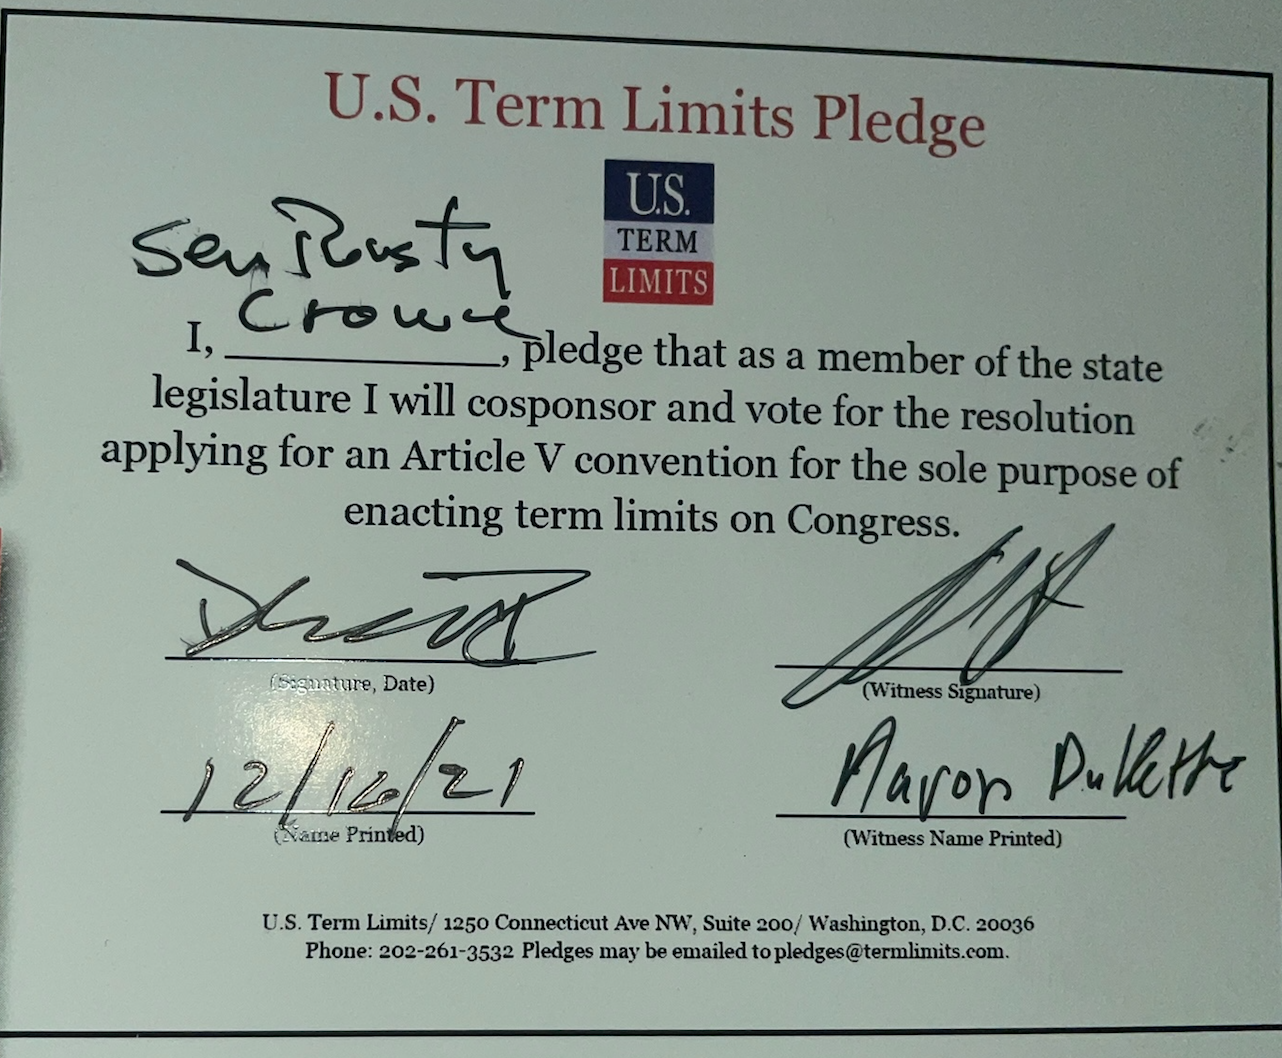 U.S. Term Limits Pledge
U.S.
TERM
LIMITS
Sen Rusty
Crowe
I, ____________, pledge that as a member of the state
legislature I will cosponsor and vote for the resolution
applying for an Article V convention for the sole purpose of
enacting term limits on Congress.
(Signature, Date)
(Witness Signature)
12/16/21
(Name Printed)
Aaron Dukette
(Witness Name Printed)
U.S. Term Limits/ 1250 Connecticut Ave NW, Suite 200/ Washington, D.C. 20036
Phone: 202-261-3532 Pledges may be emailed to pledges@termlimits.com.